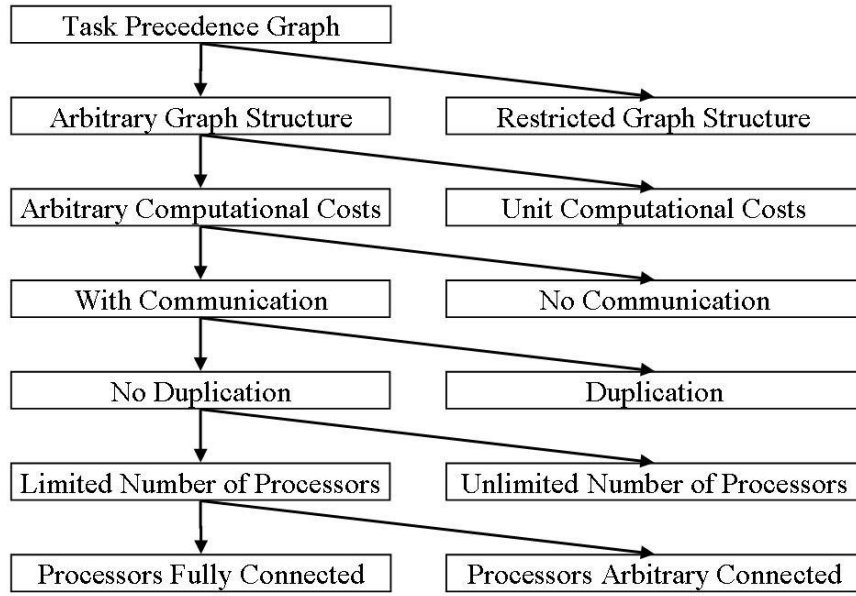 Task Precedence Graph
Arbitrary Graph Structure
Restricted Graph Structure
Arbitrary Computational Costs
Unit Computational Costs
With Communication
No Communication
No Duplication
Duplication
Limited Number of Processors
Unlimited Number of Processors
Processors Fully Connected
Processors Arbitrary Connected